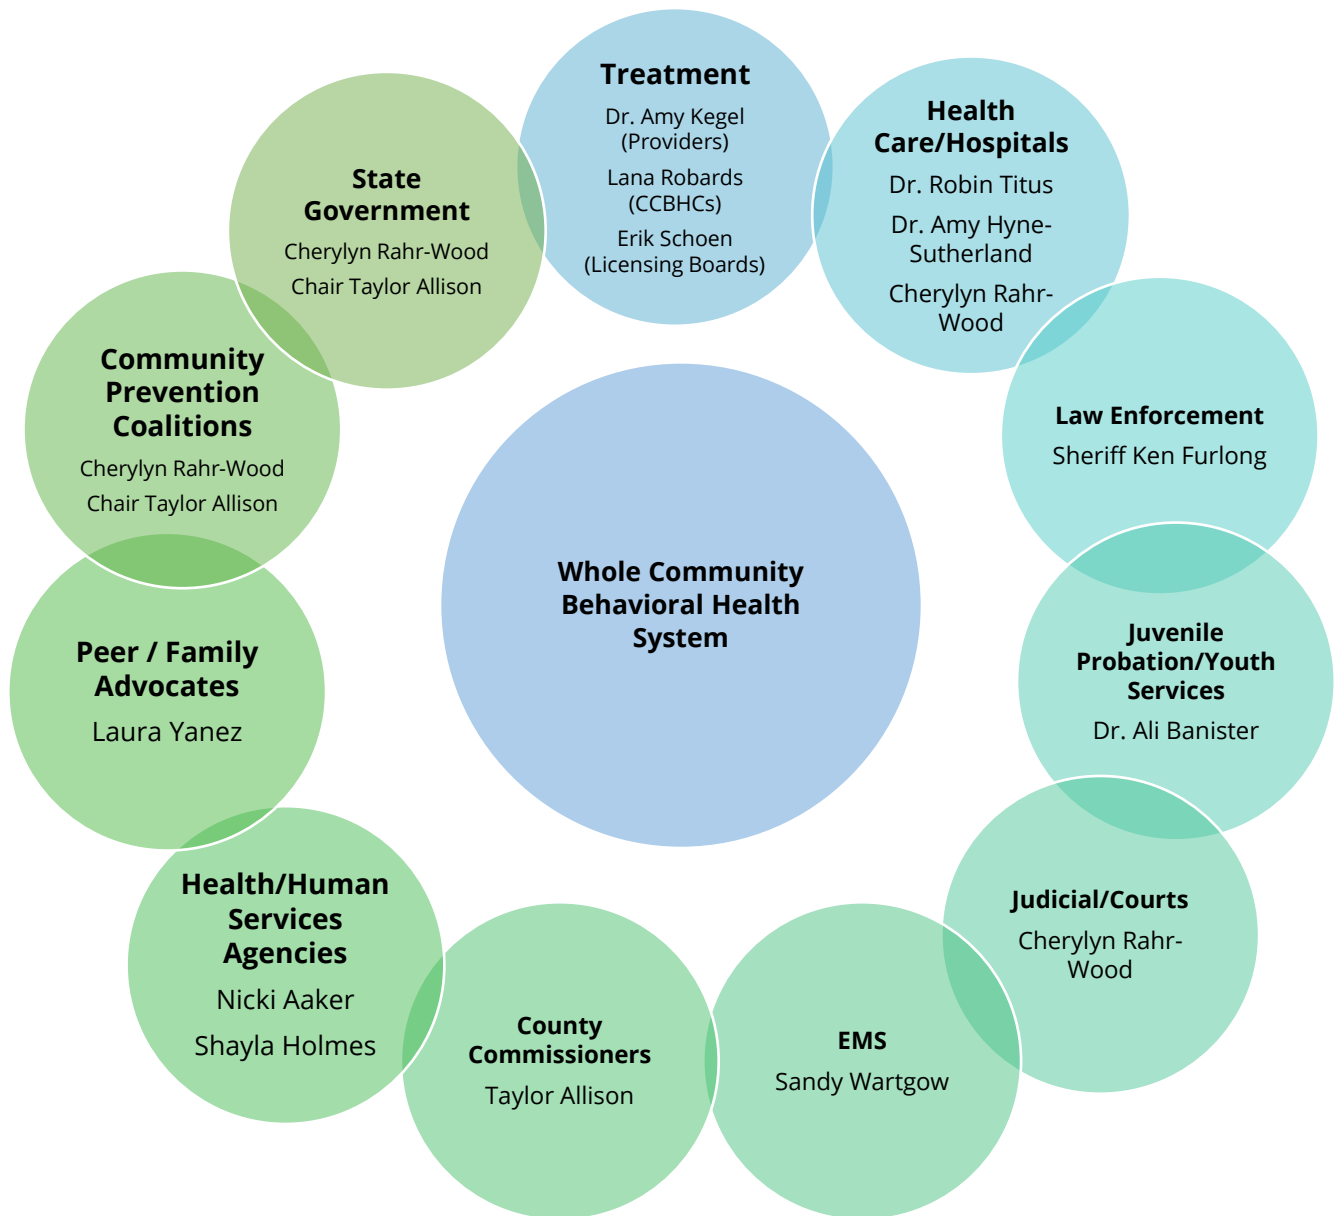 Treatment
Dr. Amy Kegel
(Providers)
Lana Robards
(CCBHCs)
Erik Schoen
(Licensing Boards)
Health
Care/Hospitals
Dr. Robin Titus
Dr. Amy Hyne-
Sutherland
Cherylyn Rahr-
Wood
Law Enforcement
Sheriff Ken Furlong
Juvenile
Probation/Youth
Services
Dr. Ali Banister
Judicial/Courts
Cherylyn Rahr-
Wood
EMS
Sandy Wartgow
County
Commissioners
Taylor Allison
Health/Human
Services
Agencies
Nicki Aaker
Shayla Holmes
Peer / Family
Advocates
Laura Yanez
Community
Prevention
Coalitions
Cherylyn Rahr-Wood
Chair Taylor Allison
State
Government
Cherylyn Rahr-Wood
Chair Taylor Allison
Whole Community
Behavioral Health
System